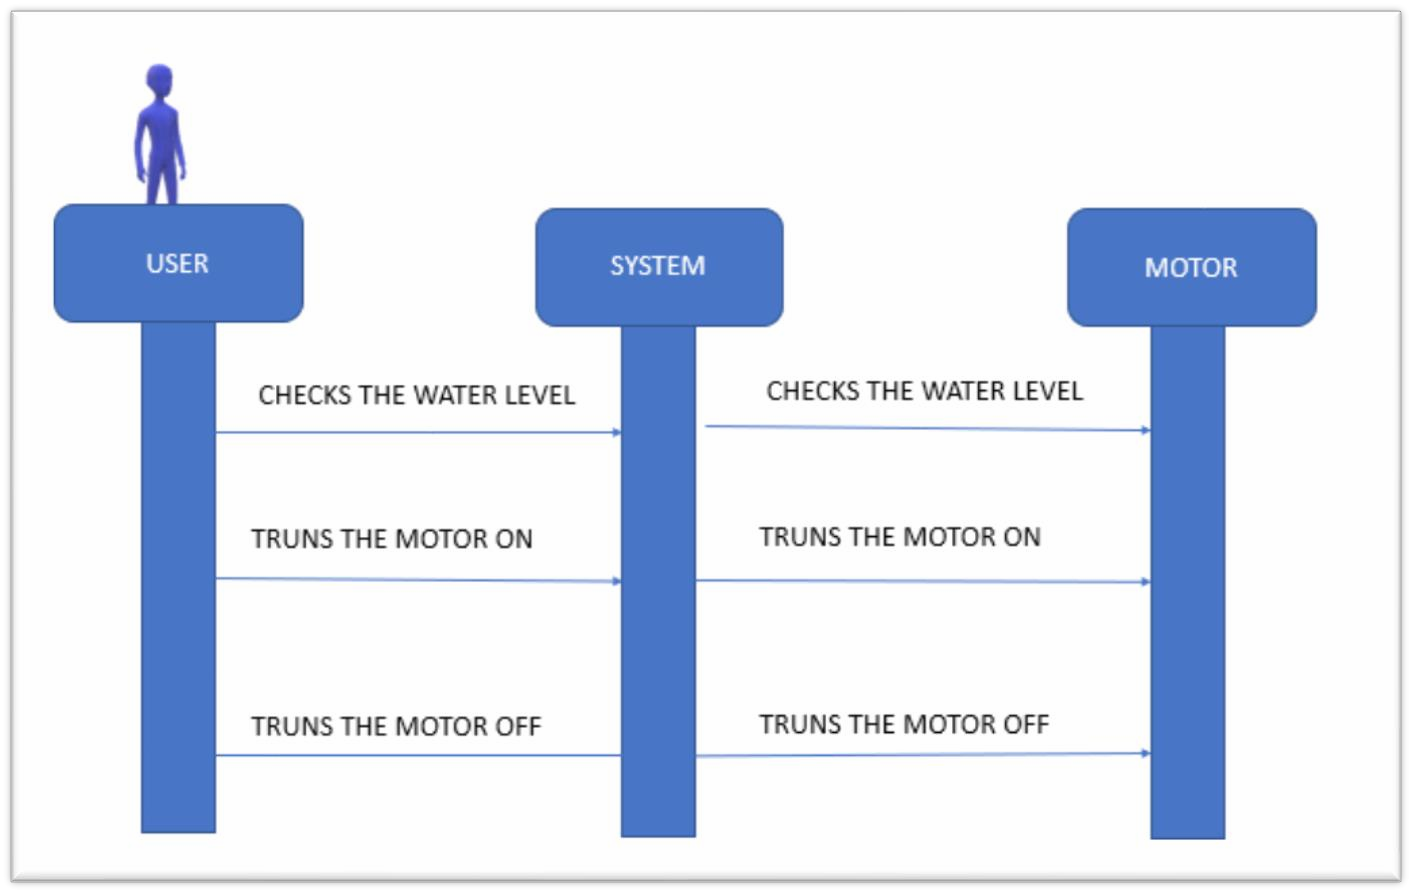 USER
SYSTEM
MOTOR
CHECKS THE WATER LEVEL
CHECKS THE WATER LEVEL
TRUNS THE MOTOR ON
TRUNS THE MOTOR ON
TRUNS THE MOTOR OFF
TRUNS THE MOTOR OFF